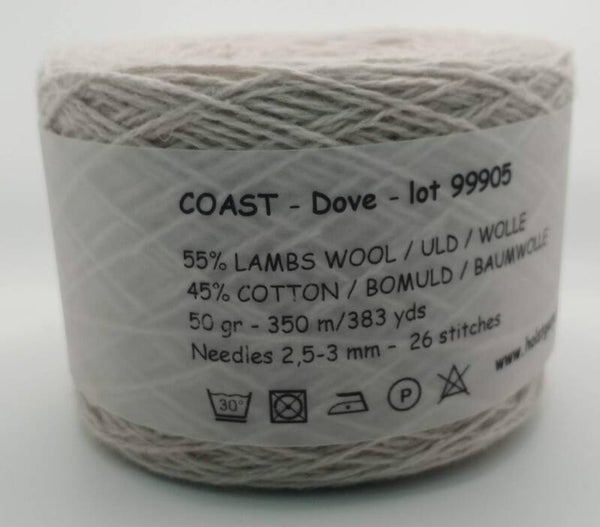 COAST - Dove - lot 99905
55% LAMBS WOOL / ULD / WOLLE
45% COTTON / BOMULD / BAUMWOLLE
50 gr - 350 m/383 yds
Needles 2,5-3 mm - 26 stitches
30°
P